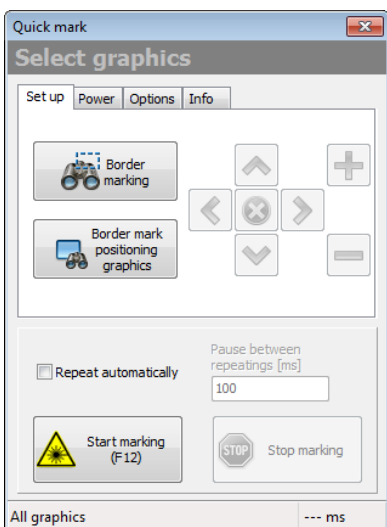 Quick mark
Select graphics
Set up Power Options Info
Border
marking
Border mark
positioning
graphics
Pause between
repeatings [ms]
Repeat automatically
100
Start marking
(F12)
STOP Stop marking
All graphics --- ms